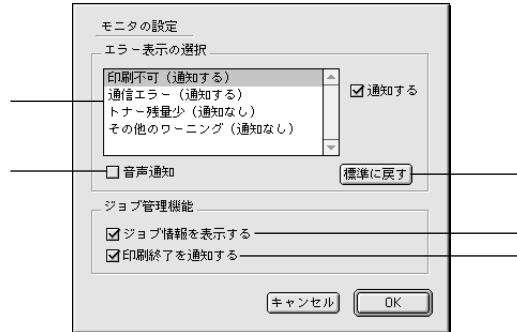 モニタの設定
エラー表示の選択
印刷不可（通知する）
通信エラー（通知する）
トナー残量少（通知なし）
その他のワーニング（通知なし）
通知する
音声通知
標準に戻す
ジョブ管理機能
ジョブ情報を表示する
印刷終了を通知する
キャンセル
OK